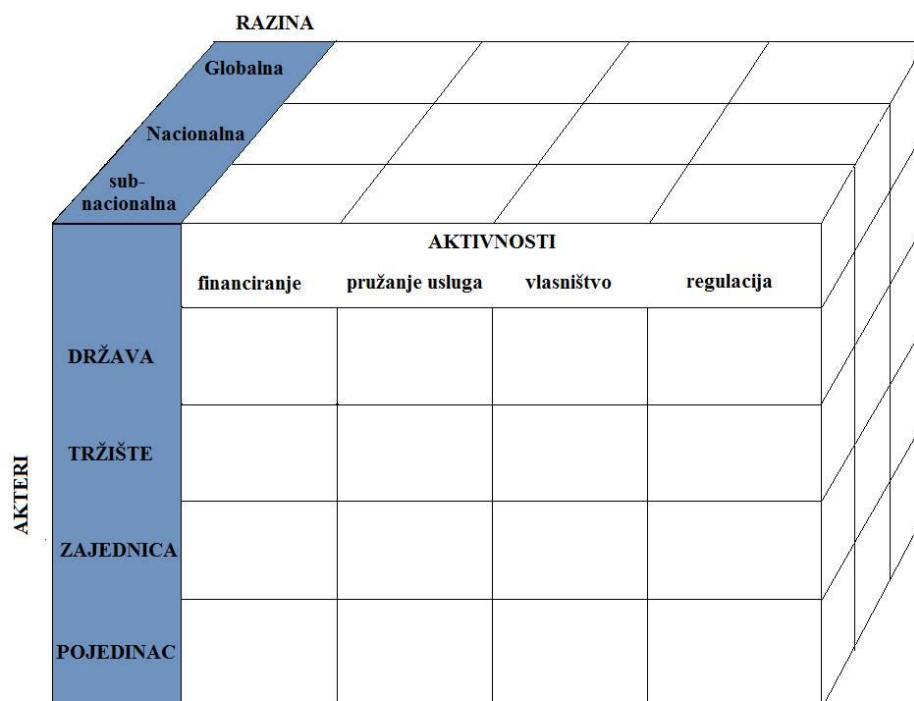 RAZINA
Globalna
Nacionalna
sub-
nacionalna
AKTIVNOSTI
financiranje pružanje usluga vlasništvo regulacija
DRŽAVA
TRŽIŠTE
ZAJEDNICA
POJEDINAC
AKTERI